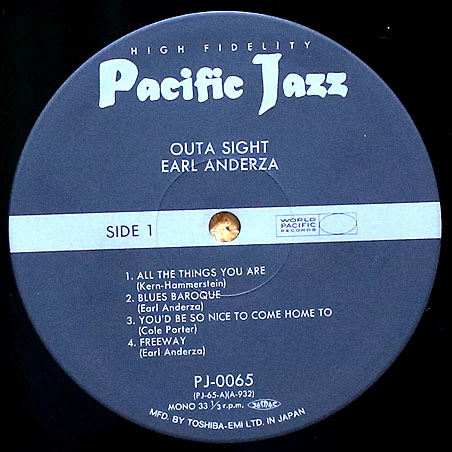 HIGH FIDELITY
Pacific Jazz
OUTA SIGHT
EARL ANDERZA
SIDE 1
WORLD
PACIFIC
RECORDS
1. ALL THE THINGS YOU ARE
(Kern-Hammerstein)
2. BLUES BAROQUE
(Earl Anderza)
3. YOU'D BE SO NICE TO COME HOME TO
(Cole Porter)
4. FREEWAY
(Earl Anderza)
PJ-0065
(PJ-65-A)(A-932)
MONO 33 1/3 r.p.m.
MFD. BY TOSHIBA-EMI LTD. IN JAPAN